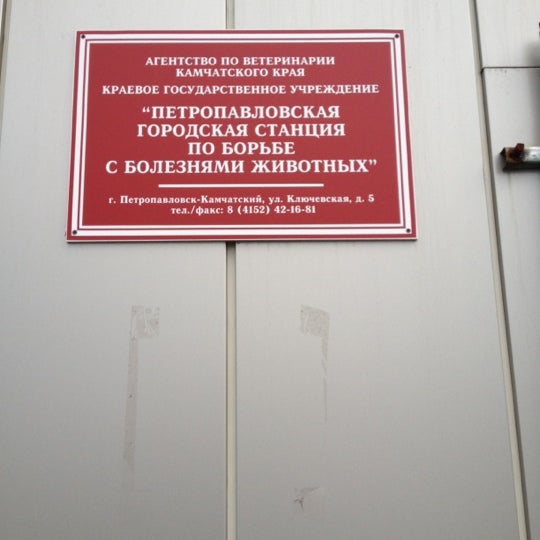 АГЕНТСТВО ПО ВЕТЕРИНАРИИ
КАМЧАТСКОГО КРАЯ
КРАЕВОЕ ГОСУДАРСТВЕННОЕ УЧРЕЖДЕНИЕ
“ПЕТРОПАВЛОВСКАЯ
ГОРОДСКАЯ СТАНЦИЯ
ПО БОРЬБЕ
С БОЛЕЗНЯМИ ЖИВОТНЫХ”
г. Петропавловск-Камчатский, ул. Ключевская, д. 5
тел./факс: 8 (4152) 42-16-81